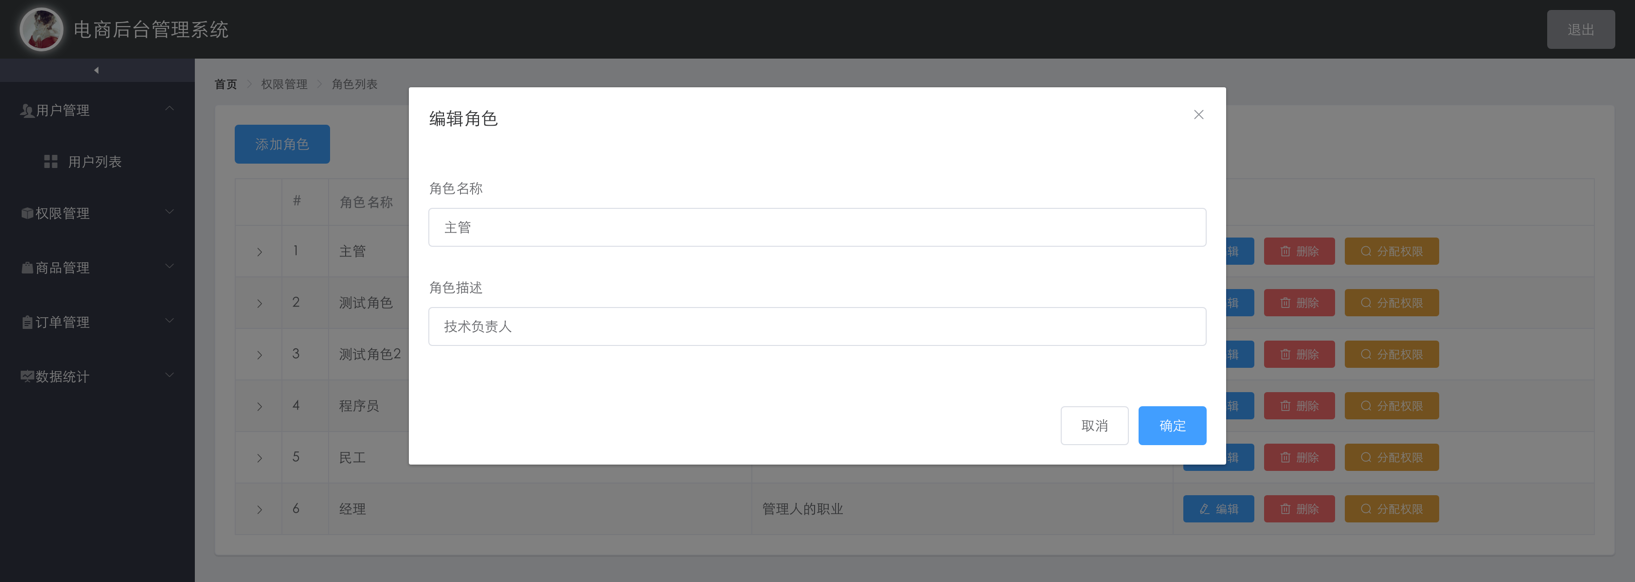 电商后台管理系统
退出
用户管理
用户列表
权限管理
商品管理
订单管理
数据统计
首页 权限管理 角色列表
添加角色
# 角色名称
1 主管 辑 删除 分配权限
2 测试角色 辑 删除 分配权限
3 测试角色2 辑 删除 分配权限
4 程序员 辑 删除 分配权限
5 民工 辑 删除 分配权限
6 经理 管理人的职业 编辑 删除 分配权限
编辑角色
角色名称
主管
角色描述
技术负责人
取消 确定